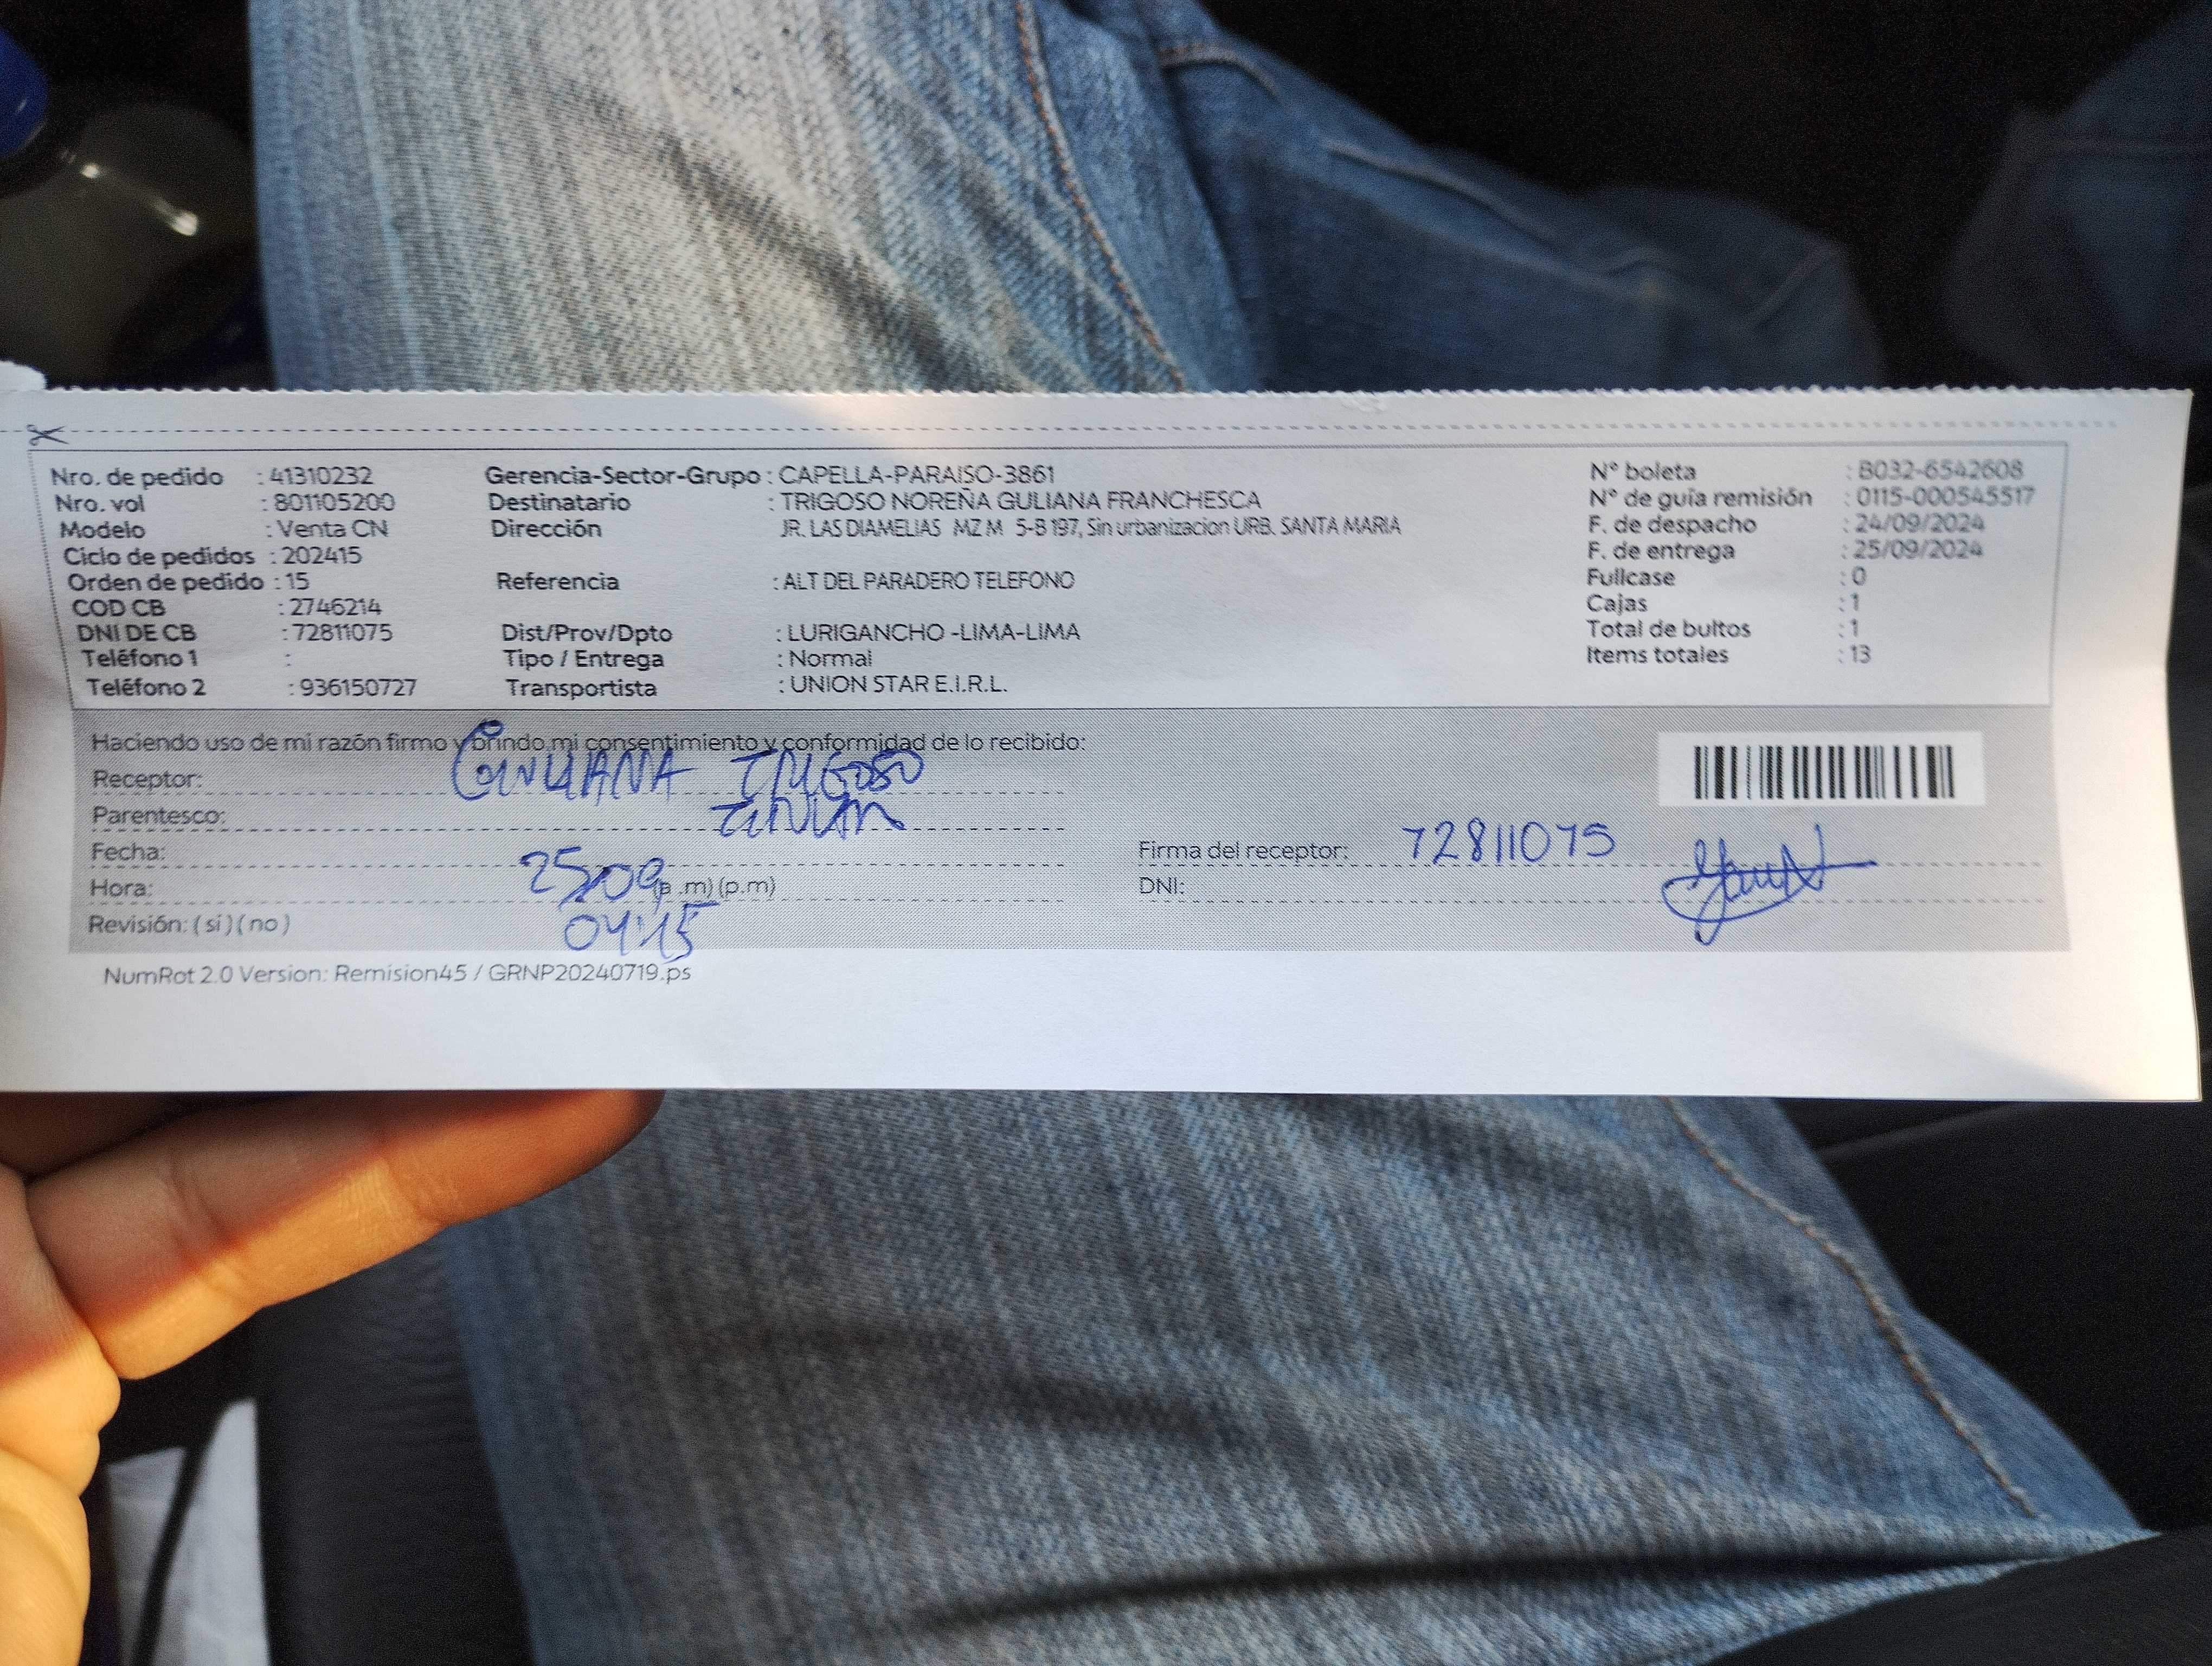 Nro. de pedido : 41310232 Gerencia-Sector-Grupo : CAPELLA-PARAISO-3861 N° boleta : B032-6542608
Nro. vol : 801105200 Destinatario : TRIGOSO NOREÑA GULIANA FRANCHESCA N° de guía remisión : 0115-000545517
Modelo : Venta CN Dirección JR. LAS DIAMELIAS MZ M 5-B 197, Sin urbanizacion URB. SANTA MARIA F. de despacho : 24/09/2024
Ciclo de pedidos : 202415 F. de entrega : 25/09/2024
Orden de pedido : 15 Referencia : ALT DEL PARADERO TELEFONO Fullcase : 0
COD CB : 2746214 Cajas : 1
DNI DE CB : 72811075 Dist/Prov/Dpto : LURIGANCHO -LIMA-LIMA Total de bultos : 1
Teléfono 1 : Tipo / Entrega : Normal Items totales : 13
Teléfono 2 : 936150727 Transportista : UNION STAR E.I.R.L.
Haciendo uso de mi razón firmo y brindo mi consentimiento y conformidad de lo recibido:
Receptor: GIULIANA TRIGOSO
Parentesco:
Fecha: 25/09 Firma del receptor: 72811075
Hora: (a .m) (p.m) DNI:
Revisión: ( si ) ( no ) 04:15
NumRot 2.0 Version: Remision45 / GRNP20240719.ps